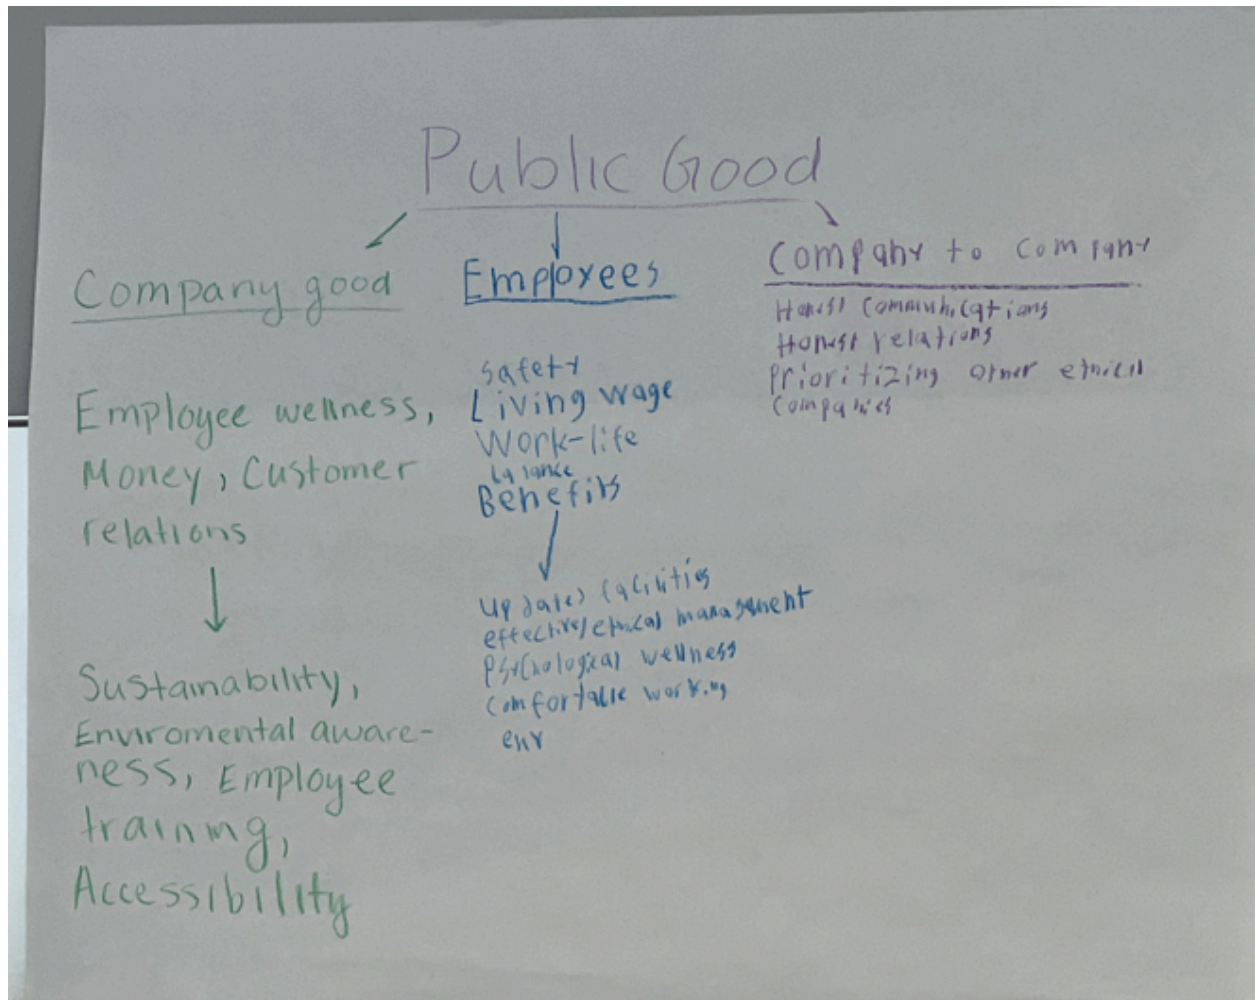 Public Good
Company good
Employee wellness,
Money, Customer
relations
Sustainability,
Enviromental aware-
ness, Employee
training,
Accessibility
Employees
Safety
Living wage
Work-life
balance
Benefits
updated facilities
effective/ethical management
psychological wellness
comfortable working
env
Company to Company
Honest Communications
Honest relations
Prioritizing other ethical
Companies